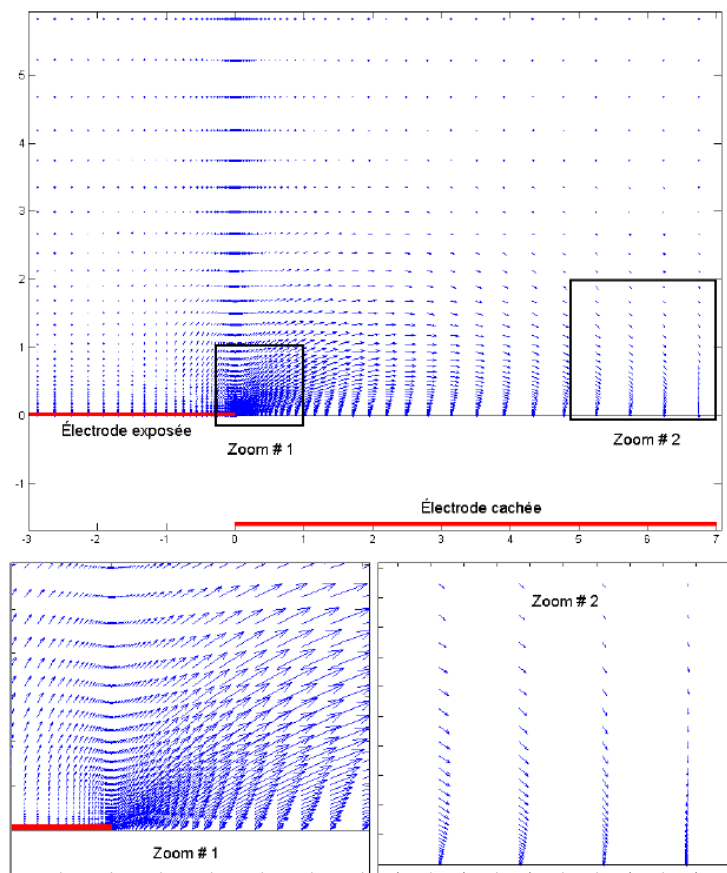 5
4
3
2
1
0
Électrode exposée
Zoom # 1
Zoom # 2
-1
Électrode cachée
-3 -2 -1 0 1 2 3 4 5 6 7
Zoom # 2
Zoom # 1